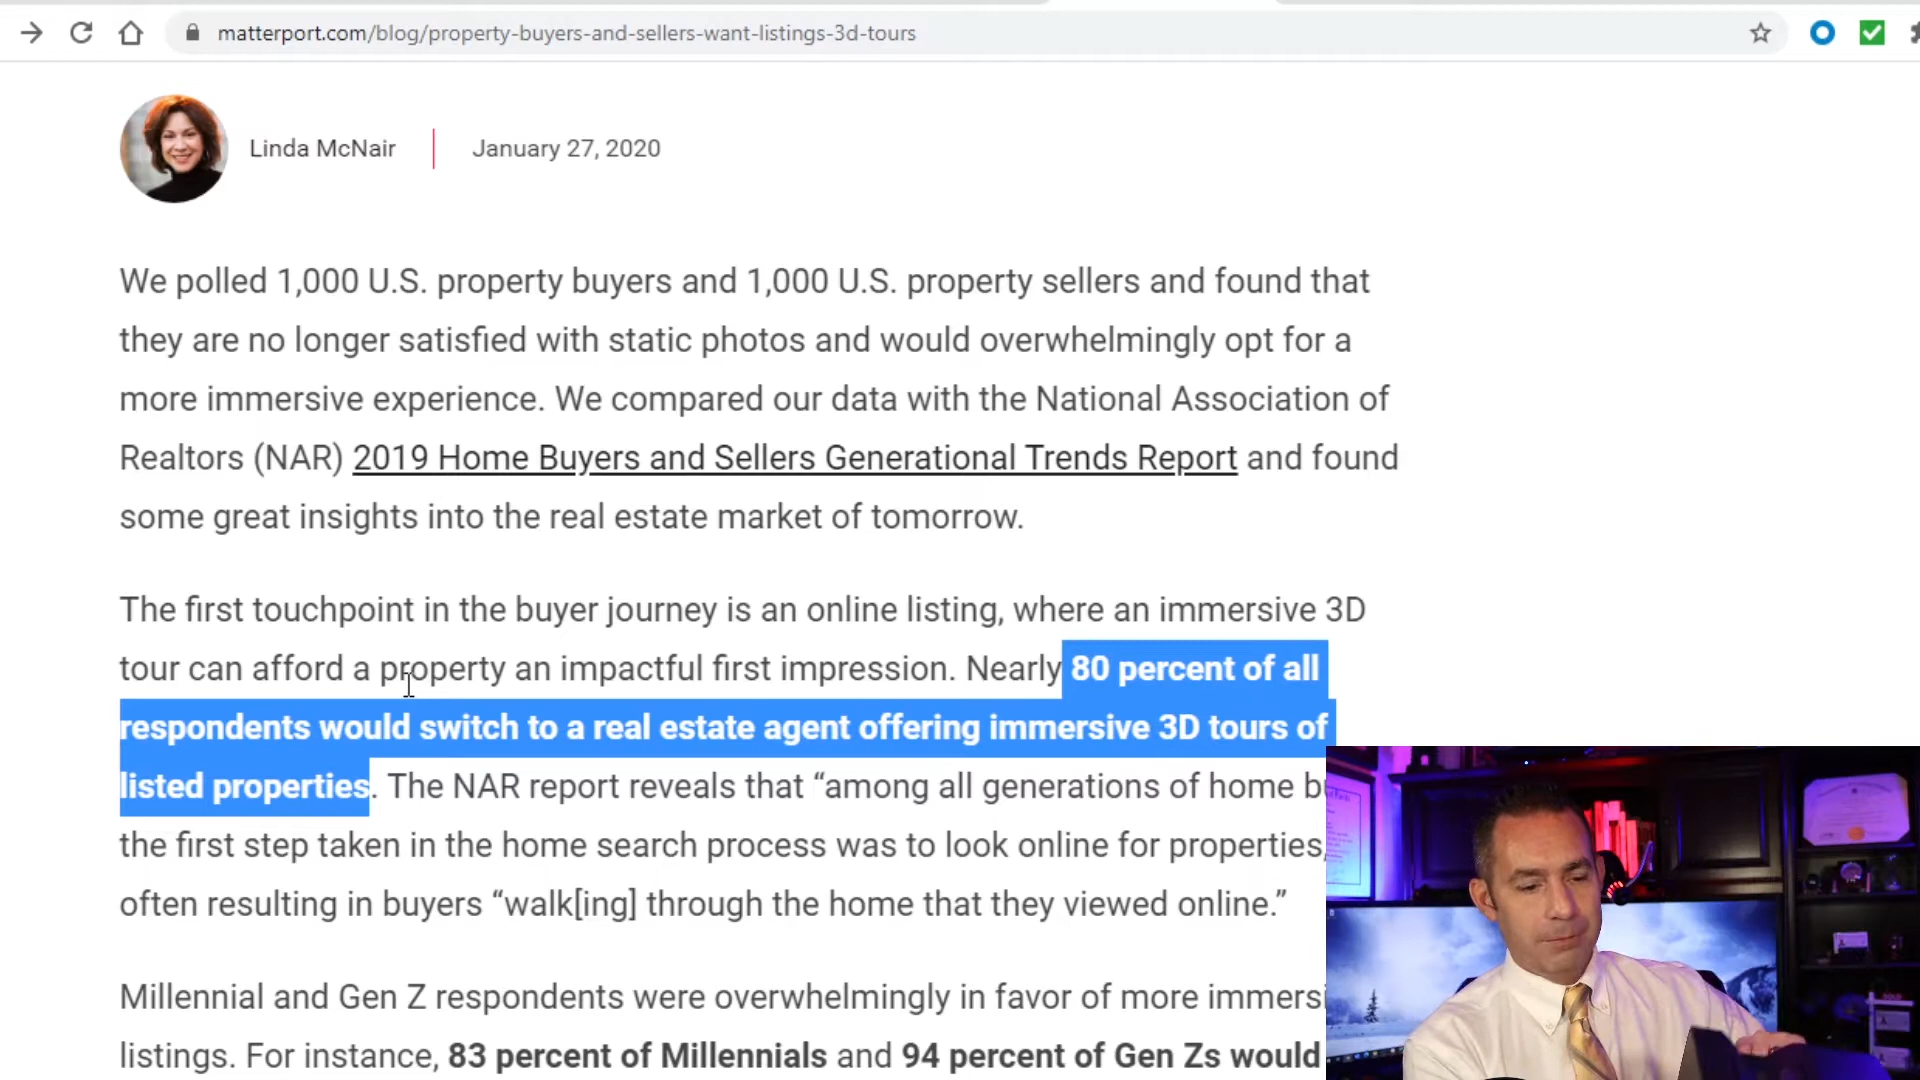 matterport.com/blog/property-buyers-and-sellers-want-listings-3d-tours
Linda McNair
January 27, 2020
We polled 1,000 U.S. property buyers and 1,000 U.S. property sellers and found that
they are no longer satisfied with static photos and would overwhelmingly opt for a
more immersive experience. We compared our data with the National Association of
Realtors (NAR) 2019 Home Buyers and Sellers Generational Trends Report and found
some great insights into the real estate market of tomorrow.
The first touchpoint in the buyer journey is an online listing, where an immersive 3D
tour can afford a property an impactful first impression. Nearly 80 percent of all
respondents would switch to a real estate agent offering immersive 3D tours of
listed properties. The NAR report reveals that “among all generations of home
the first step taken in the home search process was to look online for properties,
often resulting in buyers “walk[ing] through the home that they viewed online.”
Millennial and Gen Z respondents were overwhelmingly in favor of more
listings. For instance, 83 percent of Millennials and 94 percent of Gen Zs would